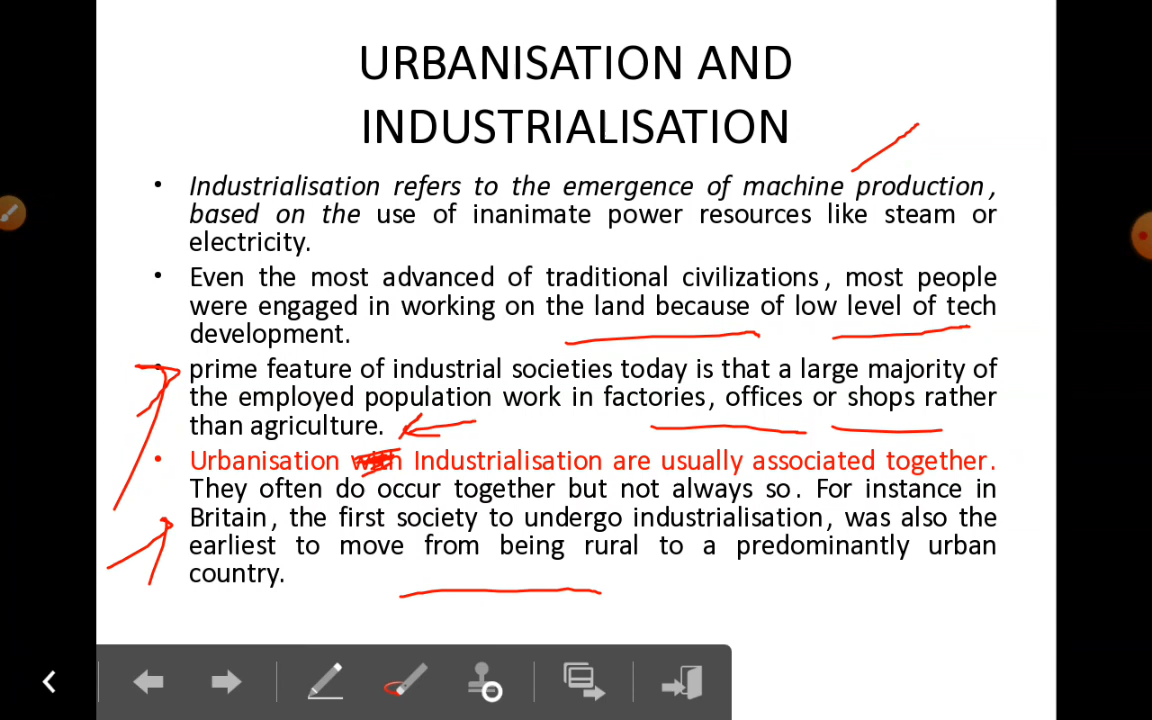 URBANISATION AND
INDUSTRIALISATION
• Industrialisation refers to the emergence of machine production,
based on the use of inanimate power resources like steam or
electricity.
• Even the most advanced of traditional civilizations, most people
were engaged in working on the land because of low level of tech
development.
• prime feature of industrial societies today is that a large majority of
the employed population work in factories, offices or shops rather
than agriculture.
• Urbanisation with Industrialisation are usually associated together.
They often do occur together but not always so. For instance in
Britain, the first society to undergo industrialisation, was also the
earliest to move from being rural to a predominantly urban
country.